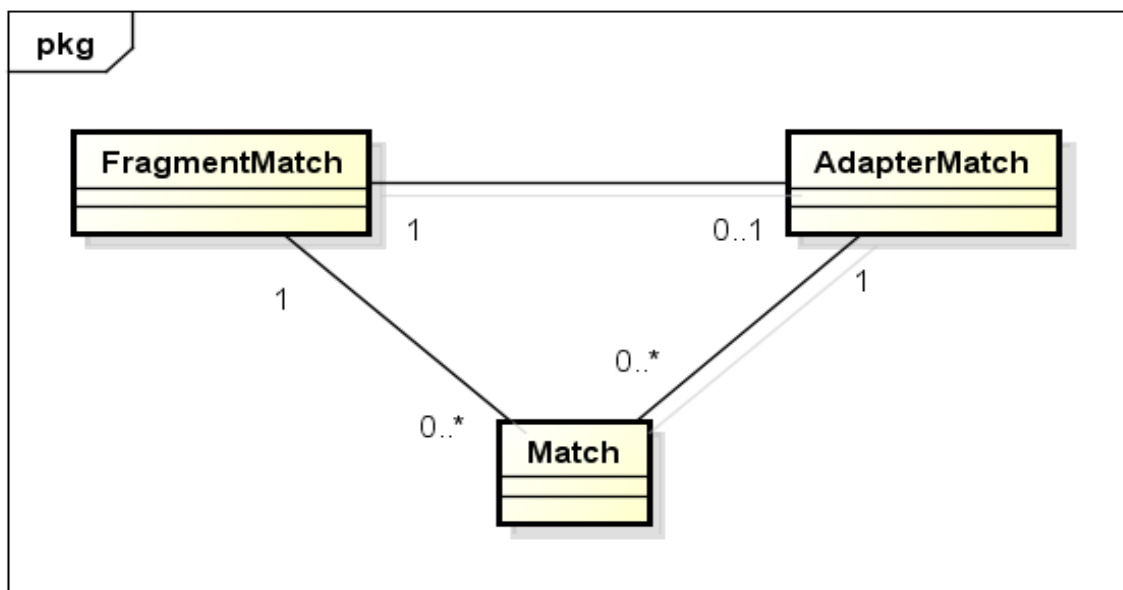 pkg
FragmentMatch
AdapterMatch
1
0..1
1
1
0..*
0..*
Match